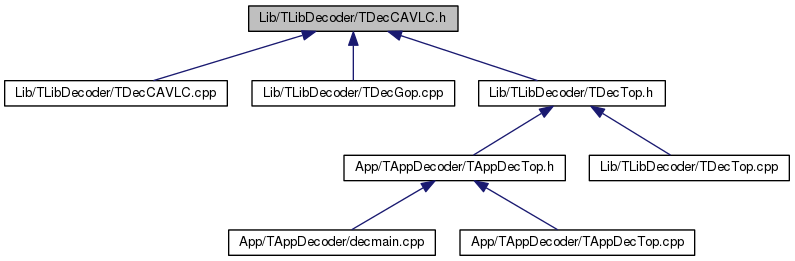 Lib/TLibDecoder/TDecCAVLC.h
Lib/TLibDecoder/TDecCAVLC.cpp
Lib/TLibDecoder/TDecGop.cpp
Lib/TLibDecoder/TDecTop.h
App/TAppDecoder/TAppDecTop.h
Lib/TLibDecoder/TDecTop.cpp
App/TAppDecoder/decmain.cpp
App/TAppDecoder/TAppDecTop.cpp